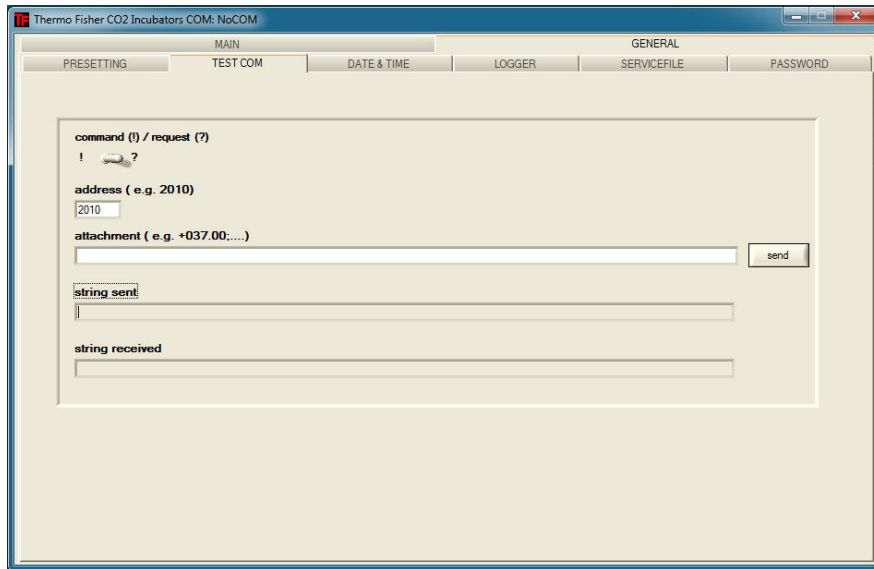 Thermo Fisher CO2 Incubators COM: NoCOM
MAIN GENERAL
PRESETTING TEST COM DATE & TIME LOGGER SERVICEFILE PASSWORD
command (!) / request (?)
! ?
address ( e.g. 2010)
2010
attachment ( e.g. +037.00;....)
send
string sent
string received